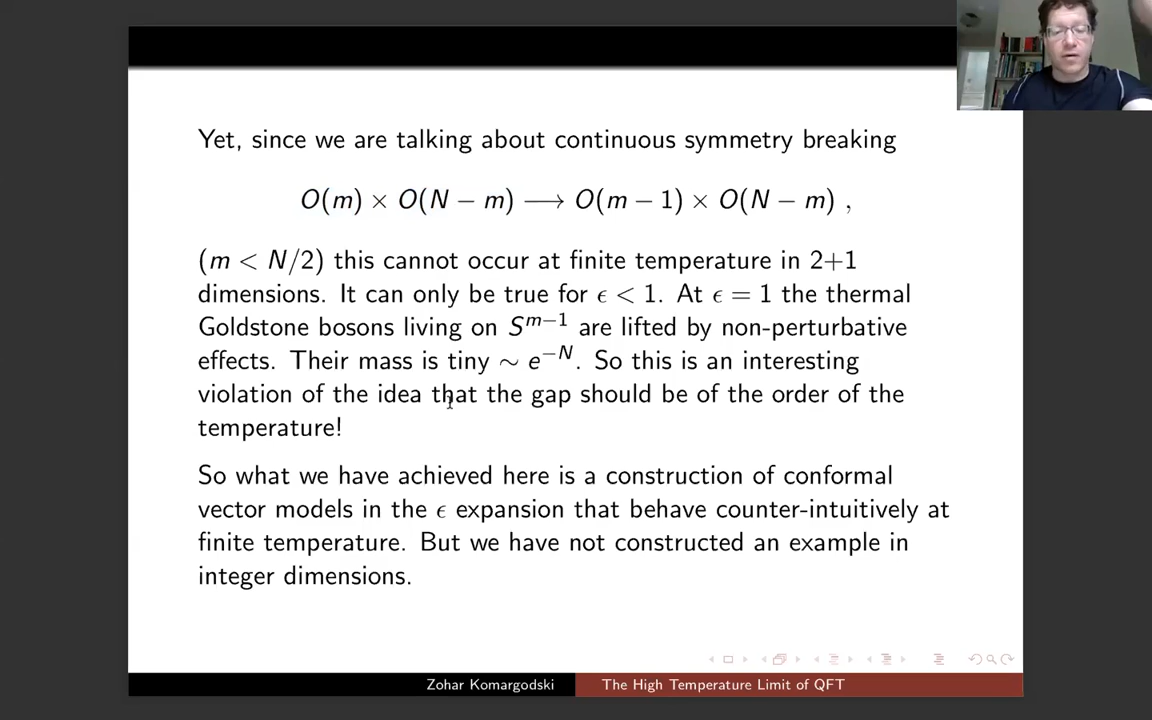 Yet, since we are talking about continuous symmetry breaking
O(m) × O(N − m) ⟶ O(m − 1) × O(N − m) ,
(m < N/2) this cannot occur at finite temperature in 2+1
dimensions. It can only be true for ϵ < 1. At ϵ = 1 the thermal
Goldstone bosons living on S^{m−1} are lifted by non-perturbative
effects. Their mass is tiny ∼ e^{−N}. So this is an interesting
violation of the idea that the gap should be of the order of the
temperature!
So what we have achieved here is a construction of conformal
vector models in the ϵ expansion that behave counter-intuitively at
finite temperature. But we have not constructed an example in
integer dimensions.
Zohar Komargodski
The High Temperature Limit of QFT